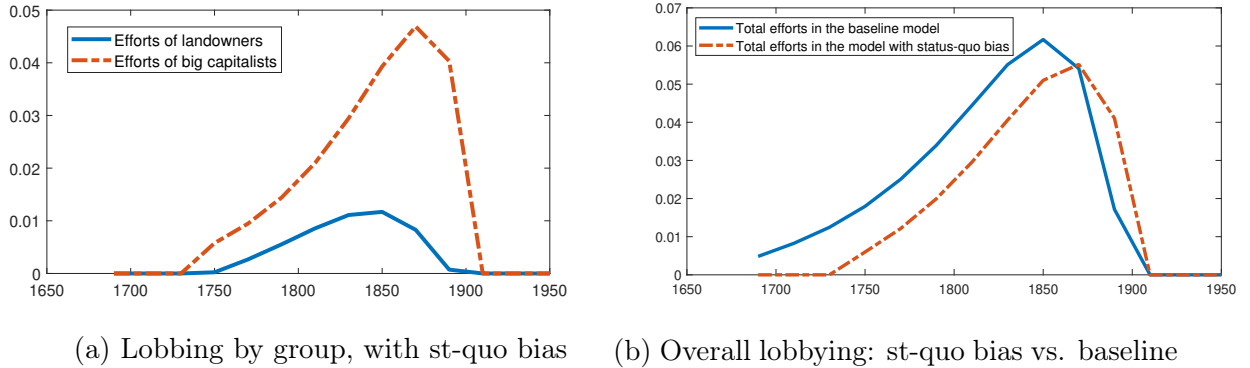 0.05
0.04
0.03
0.02
0.01
0
1650 1700 1750 1800 1850 1900 1950
Efforts of landowners
Efforts of big capitalists
(a) Lobbing by group, with st-quo bias
0.07
0.06
0.05
0.04
0.03
0.02
0.01
0
1650 1700 1750 1800 1850 1900 1950
Total efforts in the baseline model
Total efforts in the model with status-quo bias
(b) Overall lobbying: st-quo bias vs. baseline